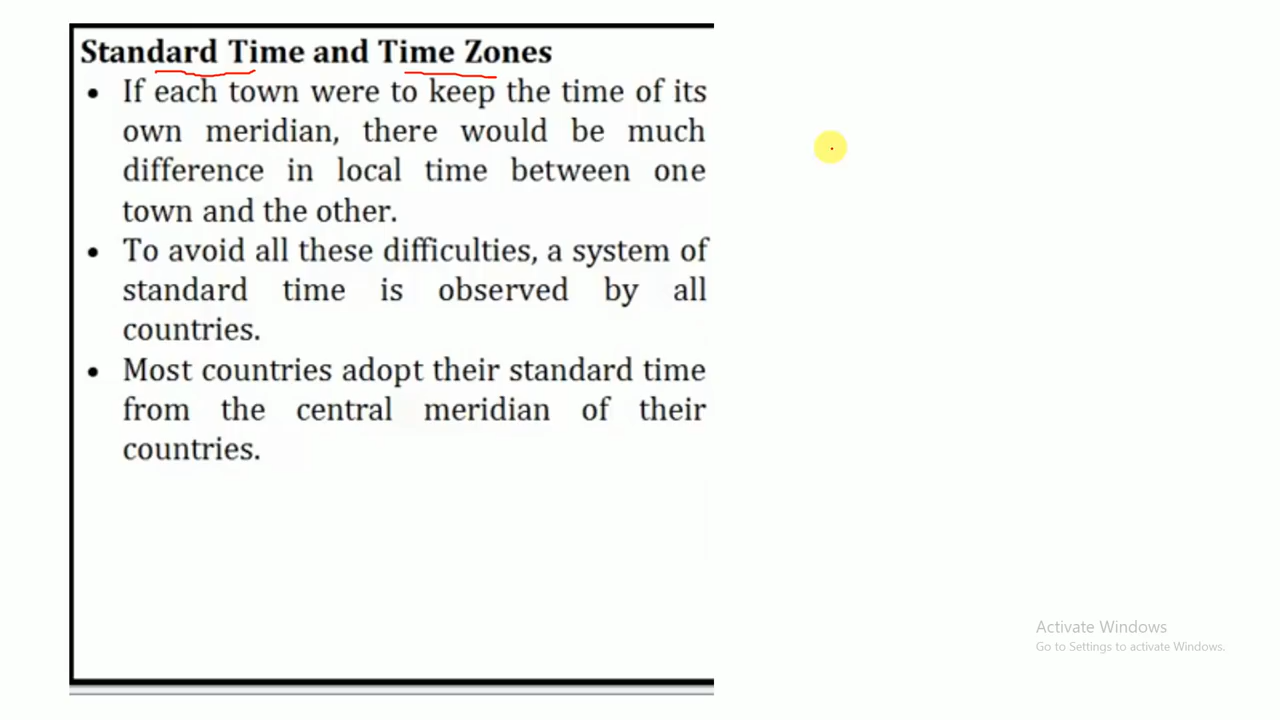 Standard Time and Time Zones
• If each town were to keep the time of its
own meridian, there would be much
difference in local time between one
town and the other.
• To avoid all these difficulties, a system of
standard time is observed by all
countries.
• Most countries adopt their standard time
from the central meridian of their
countries.
Activate Windows
Go to Settings to activate Windows.